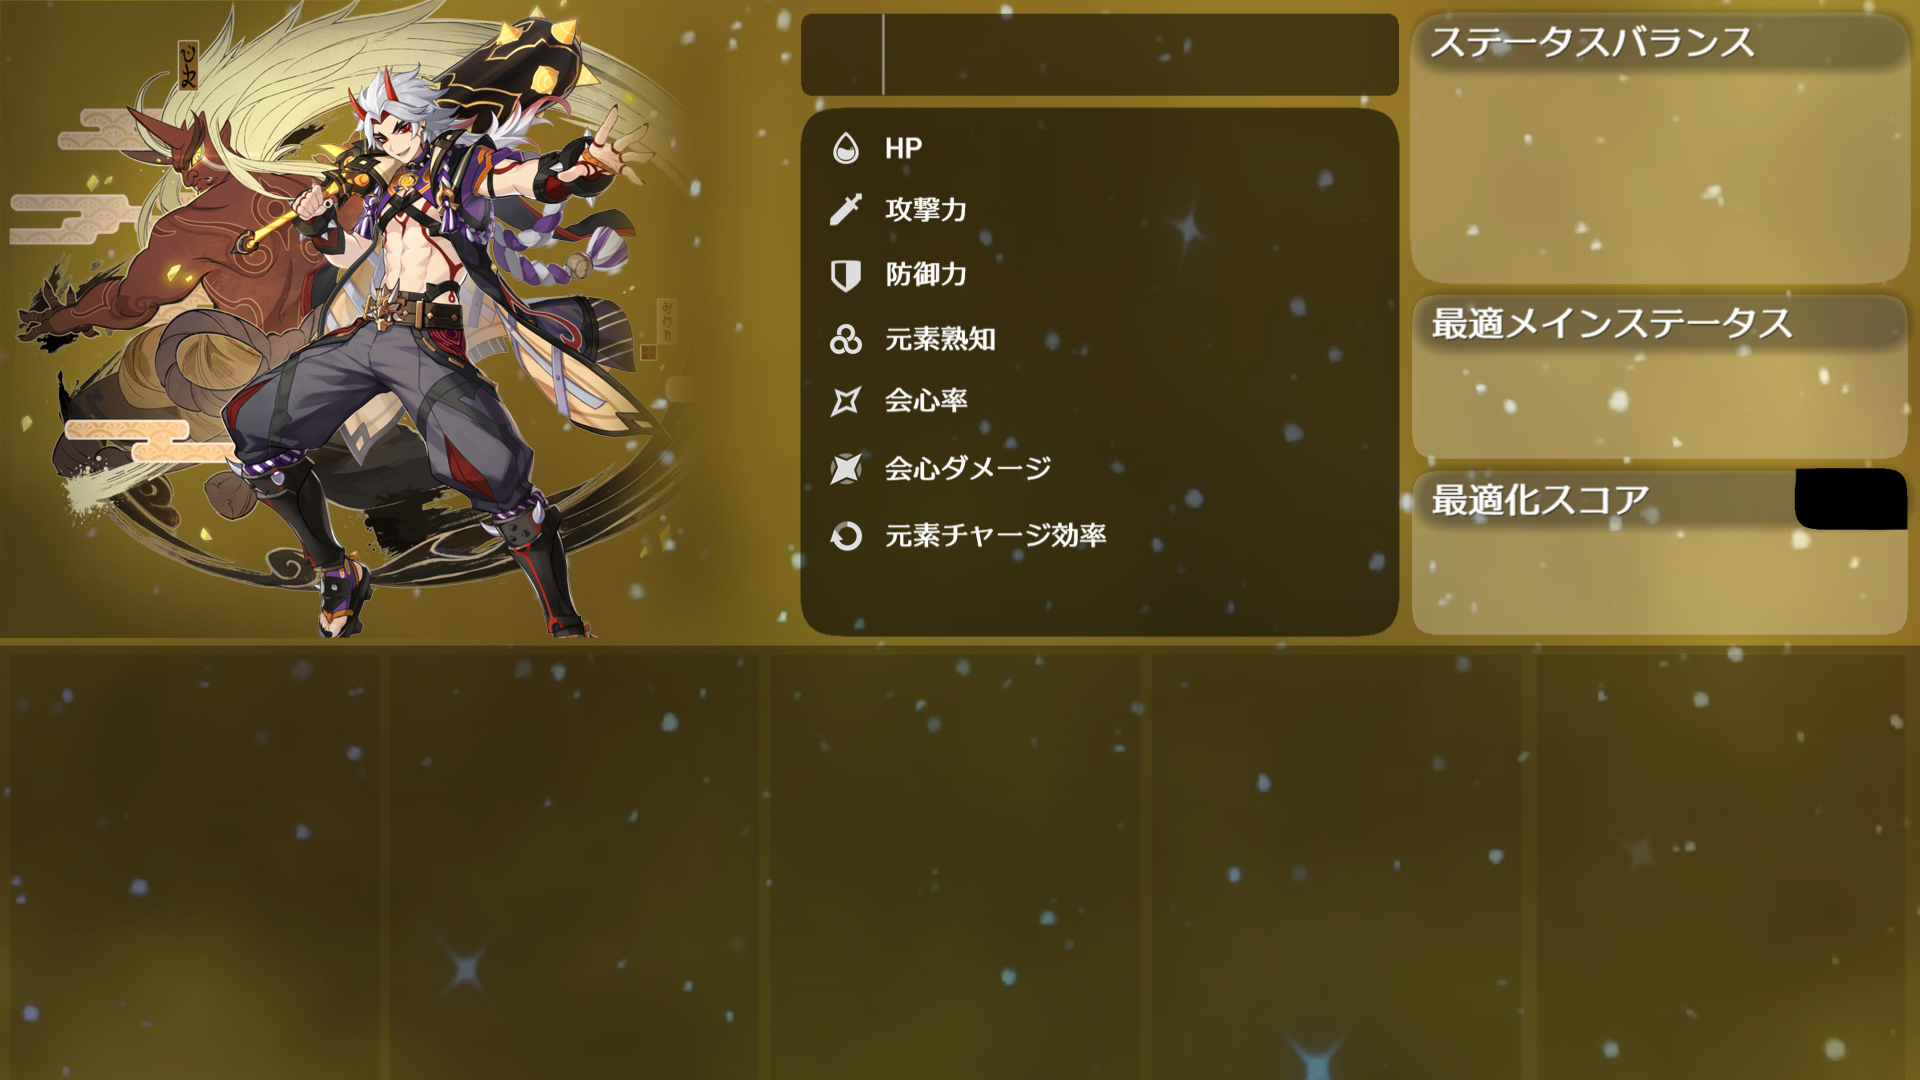 HP
攻撃力
防御力
元素熟知
会心率
会心ダメージ
元素チャージ効率
ステータスバランス
最適メインステータス
最適化スコア